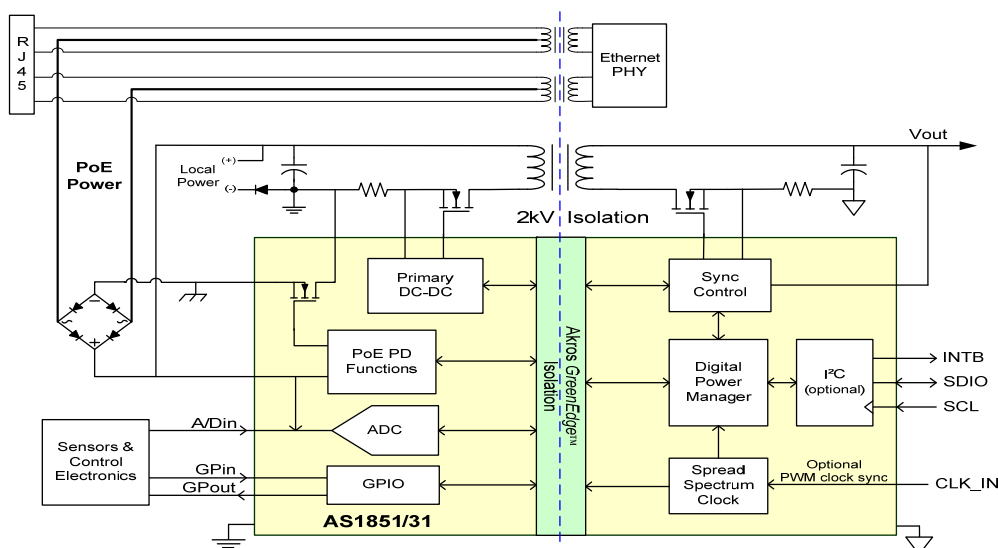 RJ45
Ethernet
PHY
PoE
Power
Local
Power
(+)
(-)
Vout
2kV Isolation
Primary
DC-DC
Sync
Control
PoE PD
Functions
Akros GreenEdge™
Isolation
Digital
Power
Manager
I²C
(optional)
INTB
SDIO
SCL
Sensors &
Control
Electronics
A/Din
ADC
GPin
GPout
GPIO
Spread
Spectrum
Clock
Optional
PWM clock sync
CLK_IN
AS1851/31